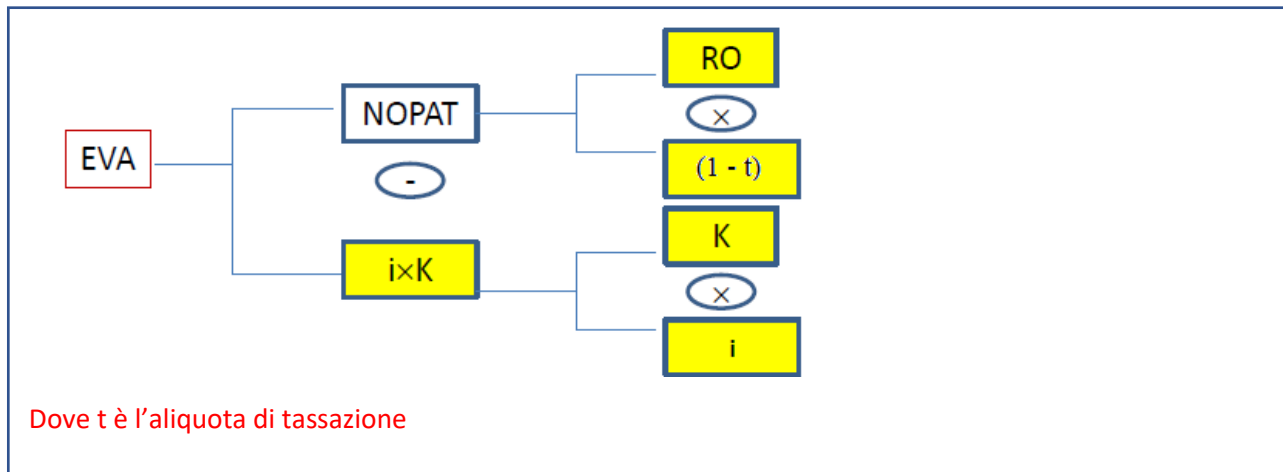 RO
×
NOPAT
EVA
(1 - t)
-
K
i×K
×
i
Dove t è l’aliquota di tassazione